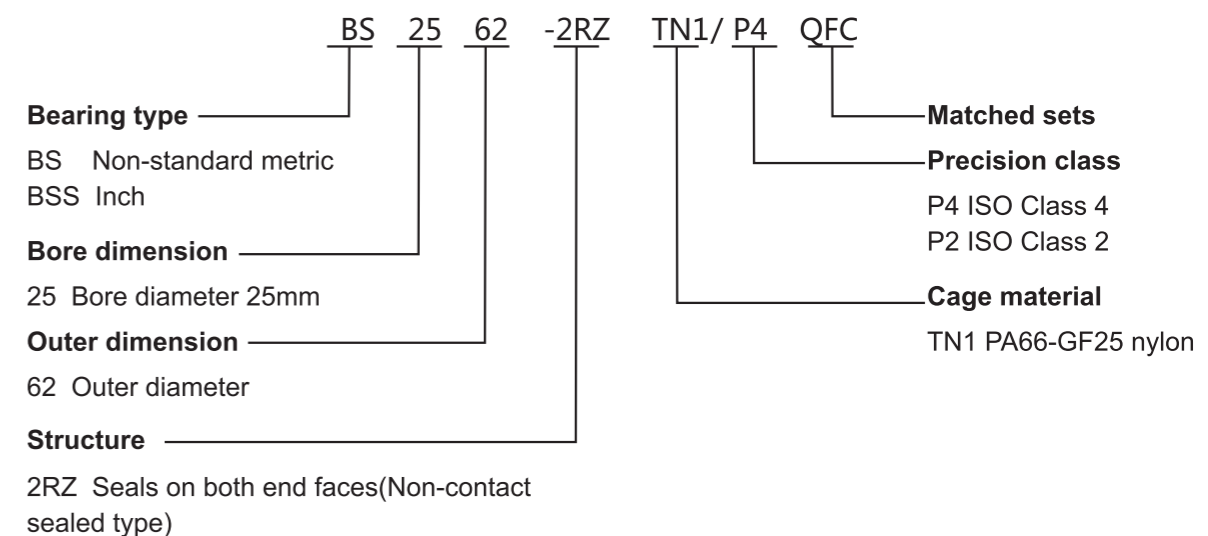 BS 25 62 -2RZ TN1/ P4 QFC
Bearing type
BS Non-standard metric
BSS Inch
Bore dimension
25 Bore diameter 25mm
Outer dimension
62 Outer diameter
Structure
2RZ Seals on both end faces(Non-contact
sealed type)
Matched sets
Precision class
P4 ISO Class 4
P2 ISO Class 2
Cage material
TN1 PA66-GF25 nylon